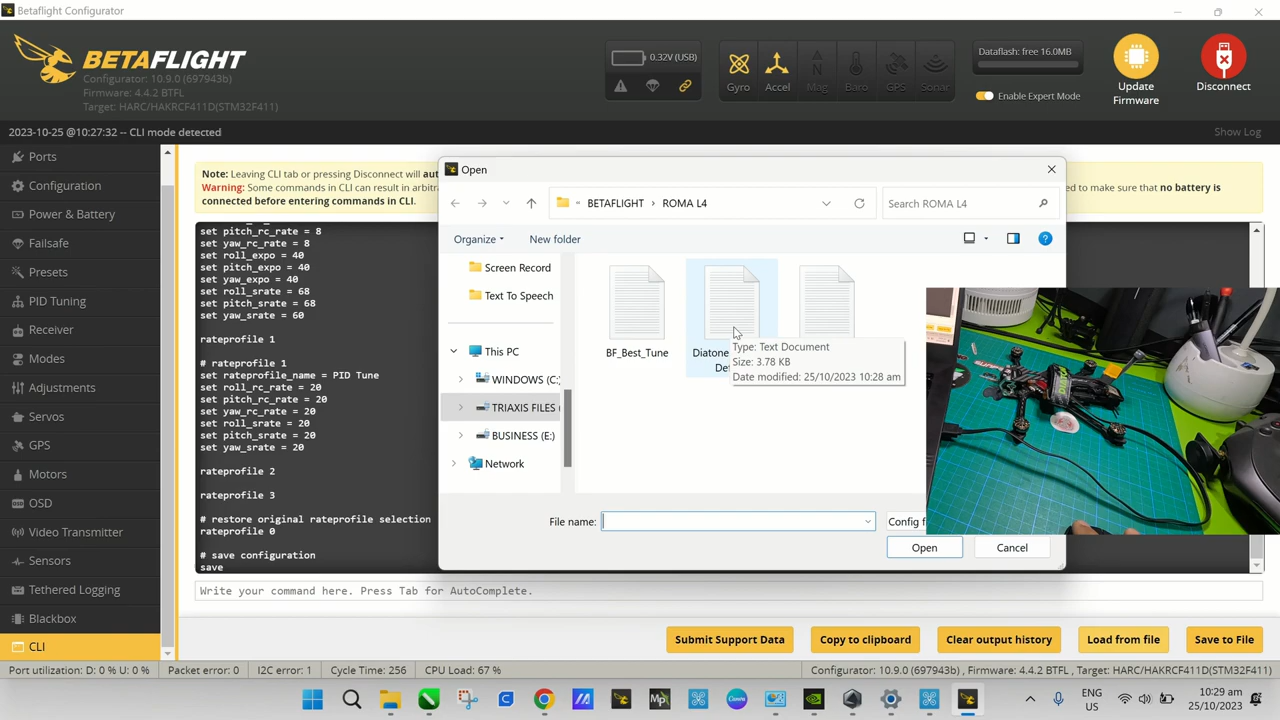 Betaflight Configurator
BETAFLIGHT
Configurator: 10.9.0 (697943b)
Firmware: 4.4.2 BTFL
Target: HARC/HAKRCF411D(STM32F411)
0.32V (USB)
Gyro
Accel
Mag
Baro
GPS
Sonar
Dataflash: free 16.0MB
Enable Expert Mode
Update
Firmware
Disconnect
2023-10-25 @10:27:32 -- CLI mode detected
Show Log
Ports
Configuration
Power & Battery
Failsafe
Presets
PID Tuning
Receiver
Modes
Adjustments
Servos
GPS
Motors
OSD
Video Transmitter
Sensors
Tethered Logging
Blackbox
CLI
Note: Leaving CLI tab or pressing Disconnect will aut
Warning: Some commands in CLI can result in arbitra
ed to make sure that no battery is
connected before entering commands in CLI.
set pitch_rc_rate = 8
set yaw_rc_rate = 8
set roll_expo = 40
set pitch_expo = 40
set yaw_expo = 40
set roll_srate = 68
set pitch_srate = 68
set yaw_srate = 60
rateprofile 1
# rateprofile 1
set rateprofile_name = PID Tune
set roll_rc_rate = 20
set pitch_rc_rate = 20
set yaw_rc_rate = 20
set roll_srate = 20
set pitch_srate = 20
set yaw_srate = 20
rateprofile 2
rateprofile 3
# restore original rateprofile selection
rateprofile 0
# save configuration
save
Open
« BETAFLIGHT › ROMA L4
Search ROMA L4
Organize
New folder
Screen Record
Text To Speech
This PC
WINDOWS (C:
TRIAXIS FILES (
BUSINESS (E:)
Network
BF_Best_Tune
Diatone
De
Type: Text Document
Size: 3.78 KB
Date modified: 25/10/2023 10:28 am
File name:
Config f
Open
Cancel
Write your command here. Press Tab for AutoComplete.
Submit Support Data
Copy to clipboard
Clear output history
Load from file
Save to File
Port utilization: D: 0 % U: 0 %
Packet error: 0
I2C error: 1
Cycle Time: 256
CPU Load: 67 %
Configurator: 10.9.0 (697943b) , Firmware: 4.4.2 BTFL , Target: HARC/HAKRCF411D(STM32F411)
Mp
Canva
ENG
UK
10:29 am
25/10/2023